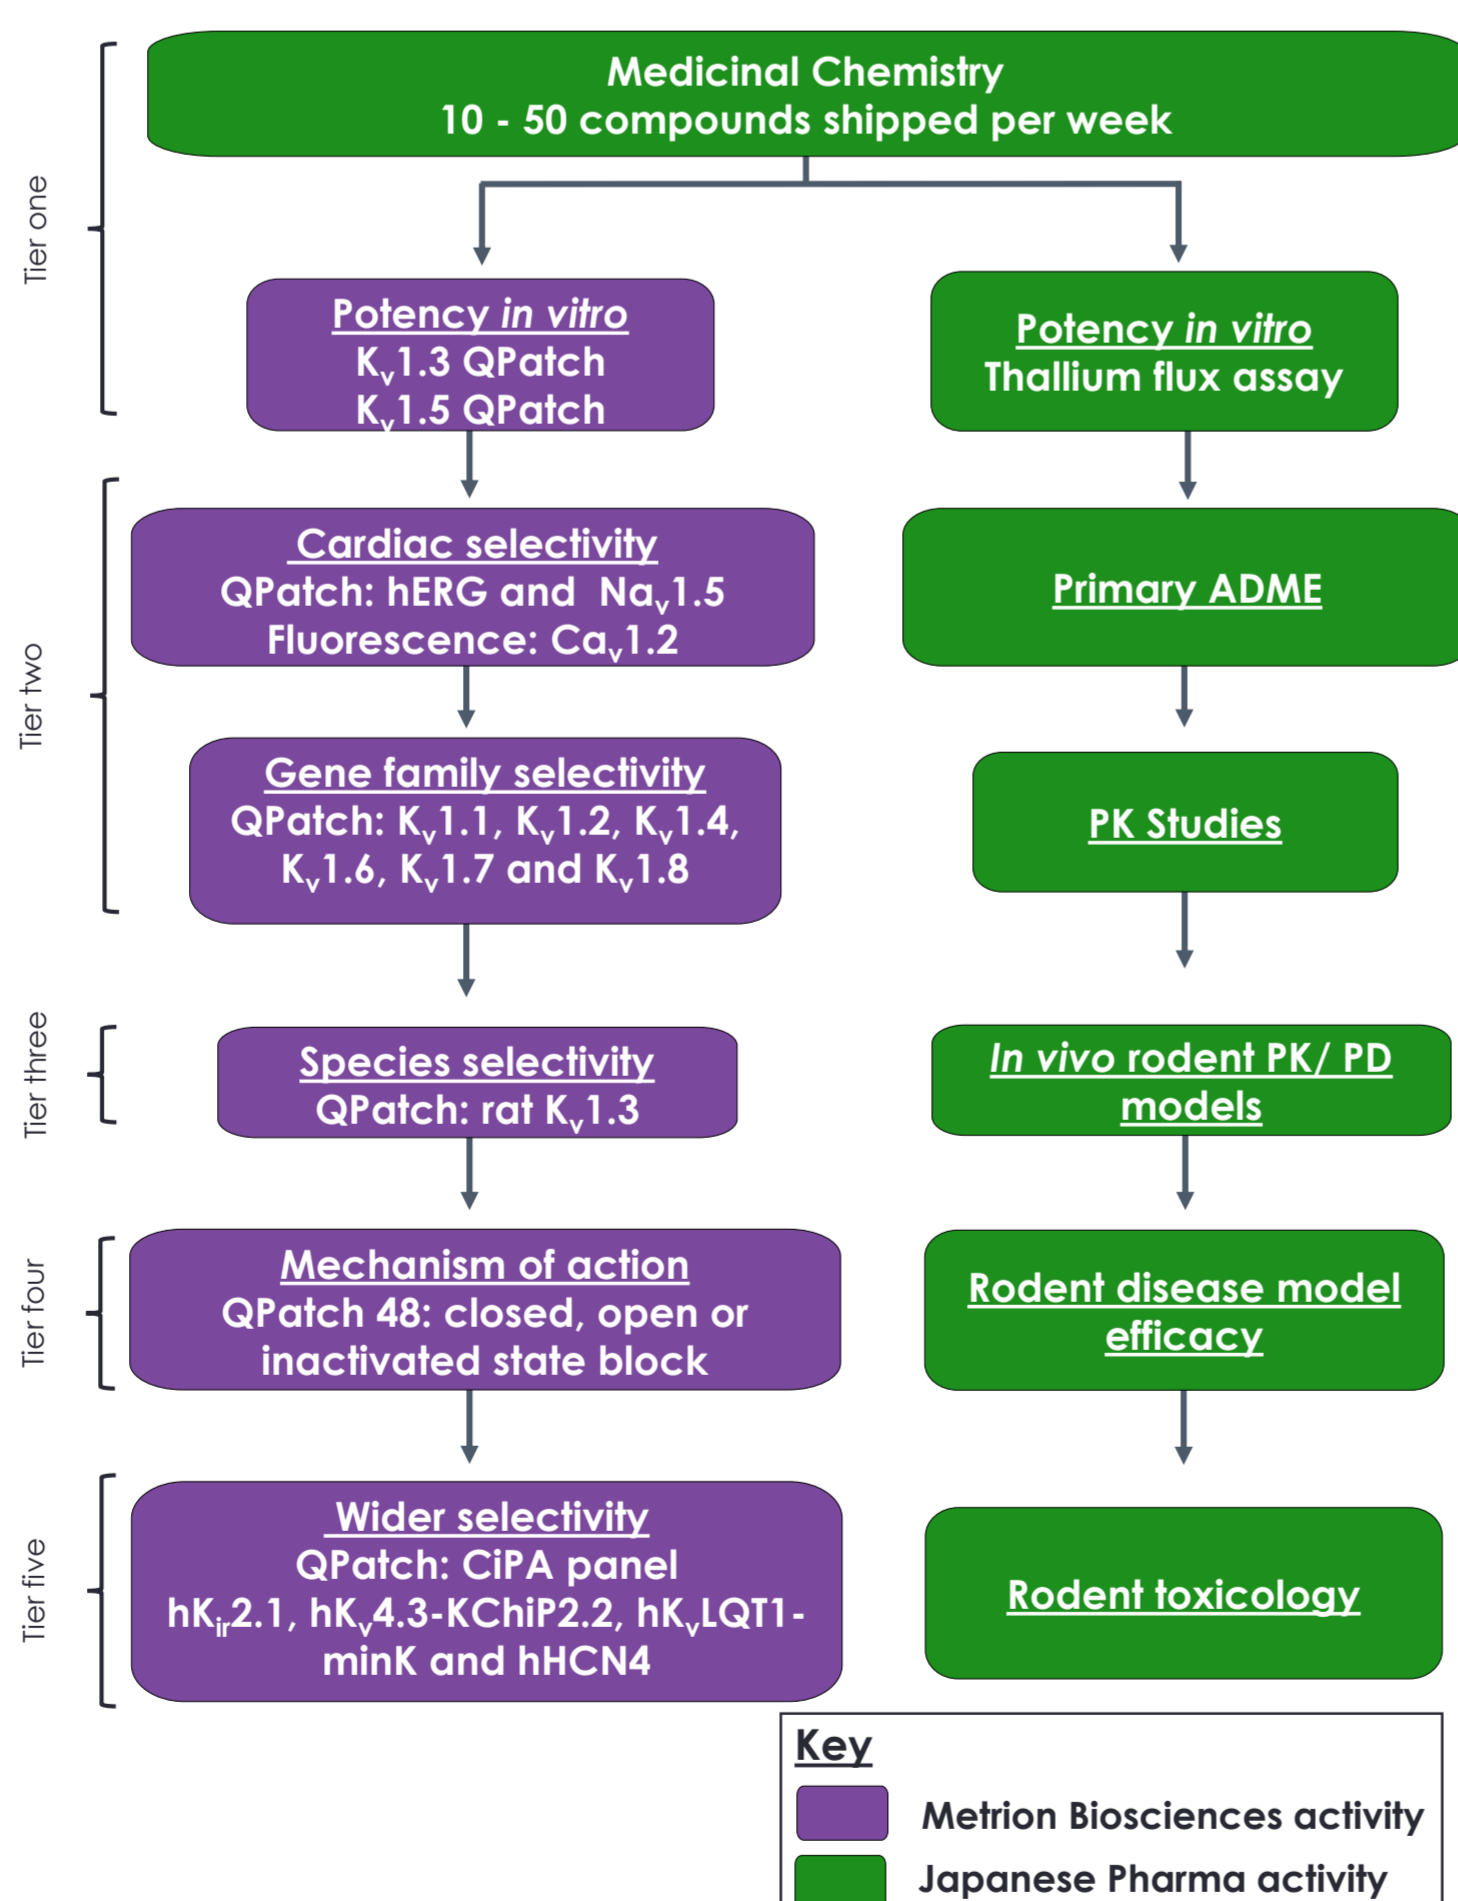 Medicinal Chemistry
10 - 50 compounds shipped per week
Tier one
Potency in vitro
Kv1.3 QPatch
Kv1.5 QPatch
Potency in vitro
Thallium flux assay
Tier two
Cardiac selectivity
QPatch: hERG and Nav1.5
Fluorescence: Cav1.2
Primary ADME
Gene family selectivity
QPatch: Kv1.1, Kv1.2, Kv1.4,
Kv1.6, Kv1.7 and Kv1.8
PK Studies
Tier three
Species selectivity
QPatch: rat Kv1.3
In vivo rodent PK/ PD
models
Tier four
Mechanism of action
QPatch 48: closed, open or
inactivated state block
Rodent disease model
efficacy
Tier five
Wider selectivity
QPatch: CiPA panel
hKir2.1, hKv4.3-KChiP2.2, hKvLQT1-
minK and hHCN4
Rodent toxicology
Key
Metrion Biosciences activity
Japanese Pharma activity